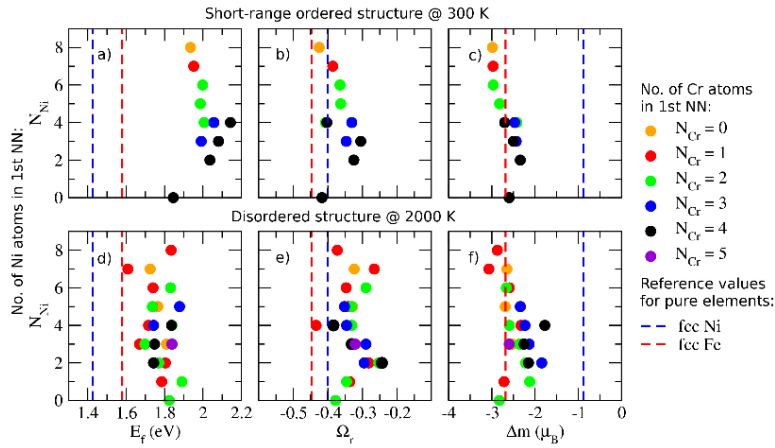 Short-range ordered structure @ 300 K
a)
b)
c)
8
6
4
2
0
N_Ni
No. of Ni atoms in 1st NN:
Disordered structure @ 2000 K
d)
e)
f)
8
6
4
2
0
N_Ni
1.4 1.6 1.8 2 2.2
E_f (eV)
-0.5 -0.4 -0.3 -0.2
Ω_r
-4 -3 -2 -1 0
Δm (μ_B)
No. of Cr atoms
in 1st NN:
N_Cr = 0
N_Cr = 1
N_Cr = 2
N_Cr = 3
N_Cr = 4
N_Cr = 5
Reference values
for pure elements:
fcc Ni
fcc Fe